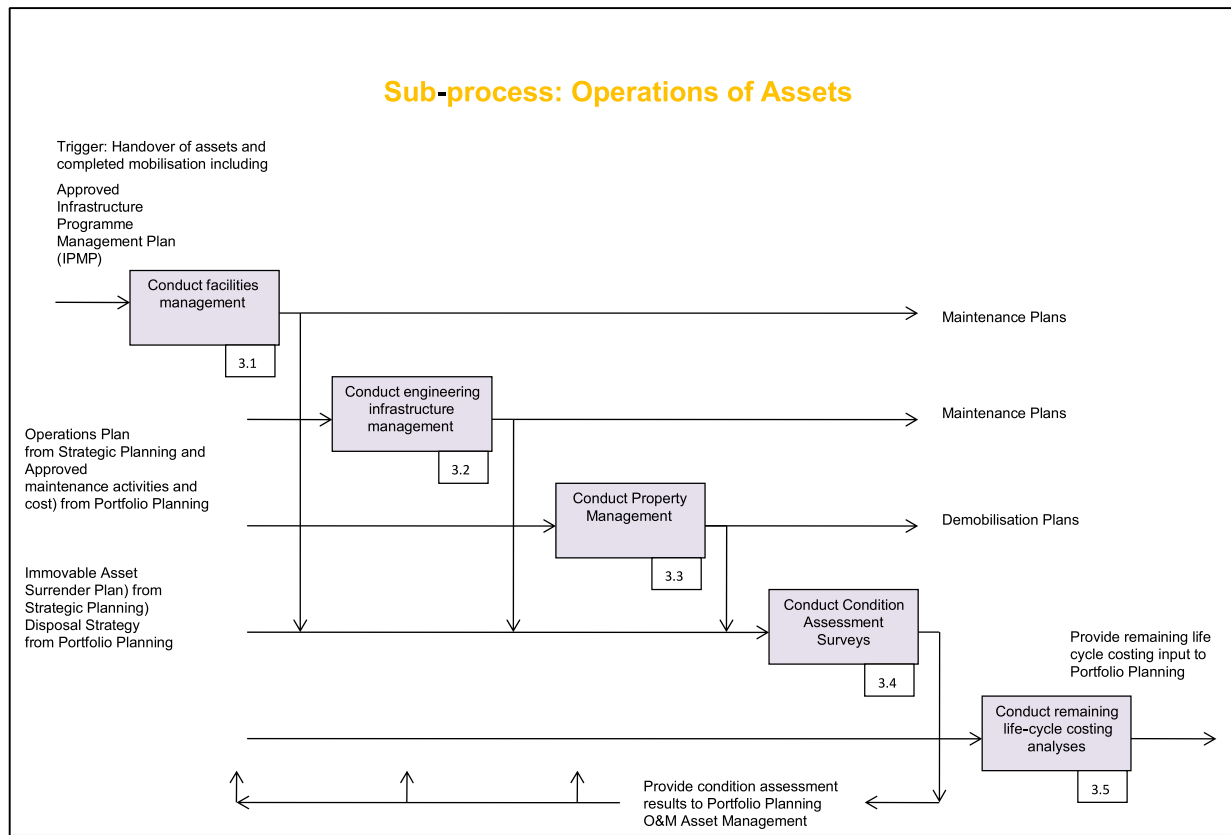 Sub-process: Operations of Assets
Trigger: Handover of assets and
completed mobilisation including
Approved
Infrastructure
Programme
Management Plan
(IPMP)
Conduct facilities
management
3.1
Maintenance Plans
Conduct engineering
infrastructure
management
3.2
Maintenance Plans
Operations Plan
from Strategic Planning and
Approved
maintenance activities and
cost) from Portfolio Planning
Conduct Property
Management
3.3
Demobilisation Plans
Immovable Asset
Surrender Plan) from
Strategic Planning)
Disposal Strategy
from Portfolio Planning
Conduct Condition
Assessment
Surveys
3.4
Provide remaining life
cycle costing input to
Portfolio Planning
Conduct remaining
life-cycle costing
analyses
3.5
Provide condition assessment
results to Portfolio Planning
O&M Asset Management